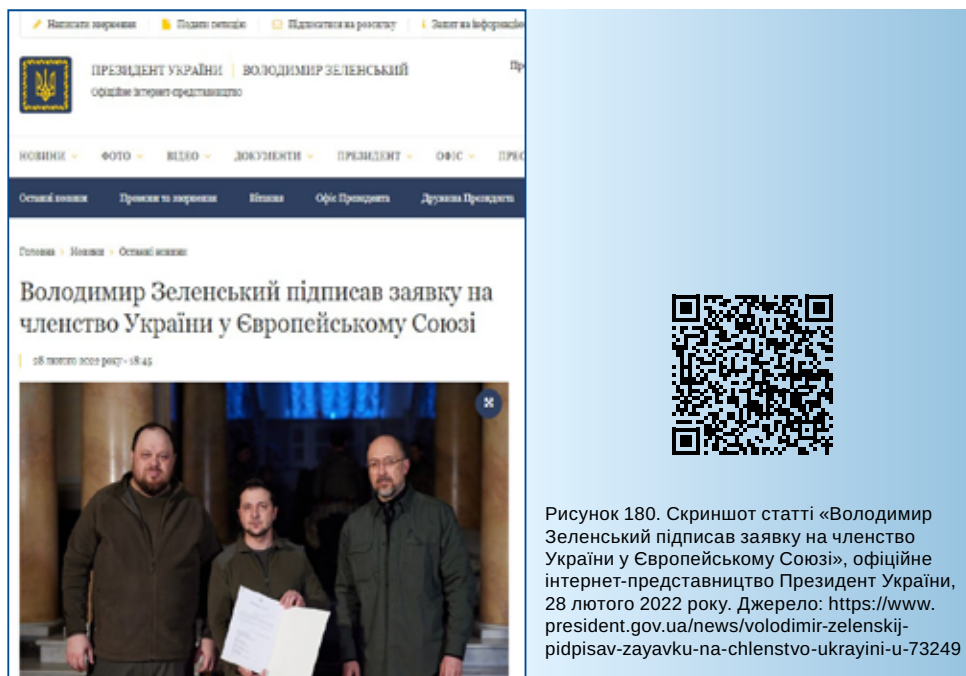 Написати звернення Подати петицію Підписатися на розсилку Запит на інформацію
ПРЕЗИДЕНТ УКРАЇНИ ВОЛОДИМИР ЗЕЛЕНСЬКИЙ
Офіційне інтернет-представництво
НОВИНИ ФОТО ВІДЕО ДОКУМЕНТИ ПРЕЗИДЕНТ ОФІС ПРЕС
Останні новини Промови та звернення Вітання Офіс Президента Дружина Президента
Головна Новини Останні новини
Володимир Зеленський підписав заявку на
членство України у Європейському Союзі
28 лютого 2022 року - 18:45
Рисунок 180. Скриншот статті «Володимир
Зеленський підписав заявку на членство
України у Європейському Союзі», офіційне
інтернет-представництво Президент України,
28 лютого 2022 року. Джерело: https://www.
president.gov.ua/news/volodimir-zelenskij-
pidpisav-zayavku-na-chlenstvo-ukrayini-u-73249